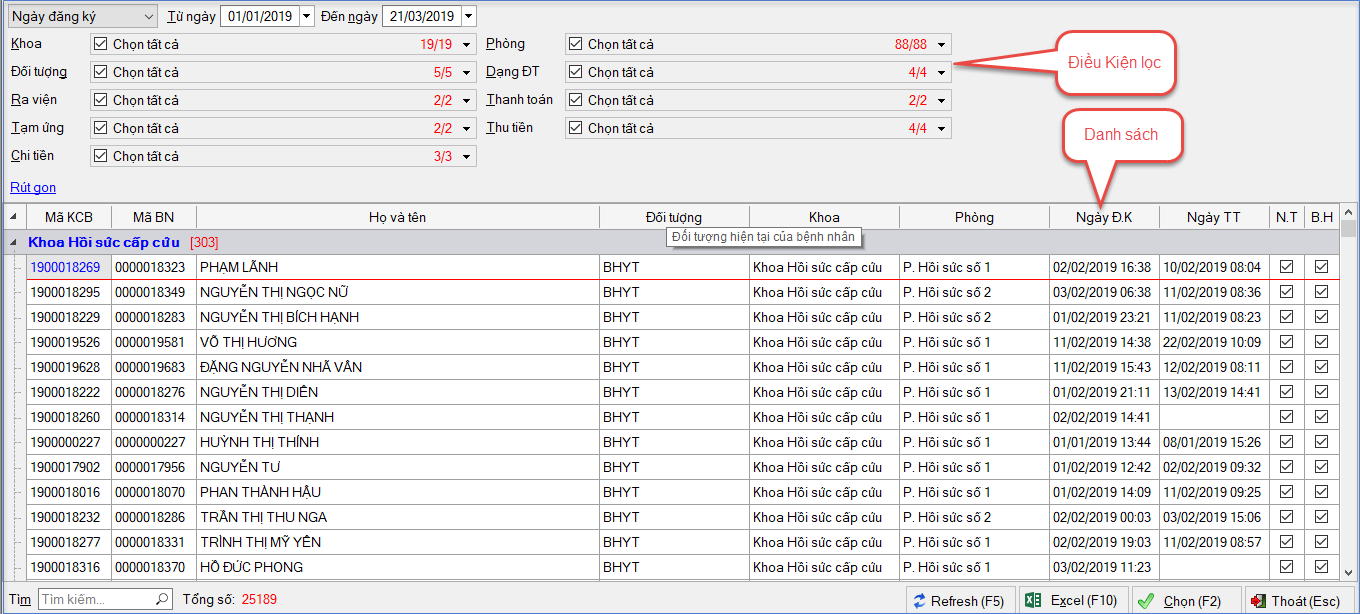 Ngày đăng ký Từ ngày 01/01/2019 Đến ngày 21/03/2019
Khoa Chọn tất cả 19/19 Phòng Chọn tất cả 88/88
Điều Kiện lọc
Đối tượng Chọn tất cả 5/5 Dạng ĐT Chọn tất cả 4/4
Ra viện Chọn tất cả 2/2 Thanh toán Chọn tất cả 2/2
Tạm ứng Chọn tất cả 2/2 Thu tiền Chọn tất cả 4/4
Danh sách
Chi tiền Chọn tất cả 3/3
Rút gọn
Mã KCB Mã BN Họ và tên Đối tượng Khoa Phòng Ngày Đ.K Ngày TT N.T B.H
Khoa Hồi sức cấp cứu [303]
Đối tượng hiện tại của bệnh nhân
1900018269 0000018323 PHẠM LÃNH BHYT Khoa Hồi sức cấp cứu P. Hồi sức số 1 02/02/2019 16:38 10/02/2019 08:04
1900018295 0000018349 NGUYỄN THỊ NGỌC NỮ BHYT Khoa Hồi sức cấp cứu P. Hồi sức số 2 03/02/2019 06:38 11/02/2019 08:36
1900018229 0000018283 NGUYỄN THỊ BÍCH HẠNH BHYT Khoa Hồi sức cấp cứu P. Hồi sức số 2 01/02/2019 23:21 11/02/2019 08:23
1900019526 0000019581 VÕ THỊ HƯƠNG BHYT Khoa Hồi sức cấp cứu P. Hồi sức số 1 11/02/2019 14:38 22/02/2019 10:09
1900019628 0000019683 ĐẶNG NGUYỄN NHÃ VÂN BHYT Khoa Hồi sức cấp cứu P. Hồi sức số 1 11/02/2019 15:43 12/02/2019 08:11
1900018222 0000018276 NGUYỄN THỊ DIÊN BHYT Khoa Hồi sức cấp cứu P. Hồi sức số 1 01/02/2019 21:11 13/02/2019 14:41
1900018260 0000018314 NGUYỄN THỊ THẠNH BHYT Khoa Hồi sức cấp cứu P. Hồi sức số 1 02/02/2019 14:41
1900000227 0000000227 HUỲNH THỊ THÍNH BHYT Khoa Hồi sức cấp cứu P. Hồi sức số 1 01/01/2019 13:44 08/01/2019 15:26
1900017902 0000017956 NGUYỄN TƯ BHYT Khoa Hồi sức cấp cứu P. Hồi sức số 1 01/02/2019 12:42 02/02/2019 09:32
1900018016 0000018070 PHAN THÀNH HẬU BHYT Khoa Hồi sức cấp cứu P. Hồi sức số 1 01/02/2019 14:09 11/02/2019 09:25
1900018232 0000018286 TRẦN THỊ THU NGA BHYT Khoa Hồi sức cấp cứu P. Hồi sức số 2 02/02/2019 00:03 03/02/2019 15:06
1900018277 0000018331 TRỊNH THỊ MỸ YẾN BHYT Khoa Hồi sức cấp cứu P. Hồi sức số 1 02/02/2019 19:03 11/02/2019 08:57
1900018316 0000018370 HỒ ĐỨC PHONG BHYT Khoa Hồi sức cấp cứu P. Hồi sức số 1 03/02/2019 11:23
Tìm Tìm kiếm... Tổng số: 25189 Refresh (F5) Excel (F10) Chọn (F2) Thoát (Esc)